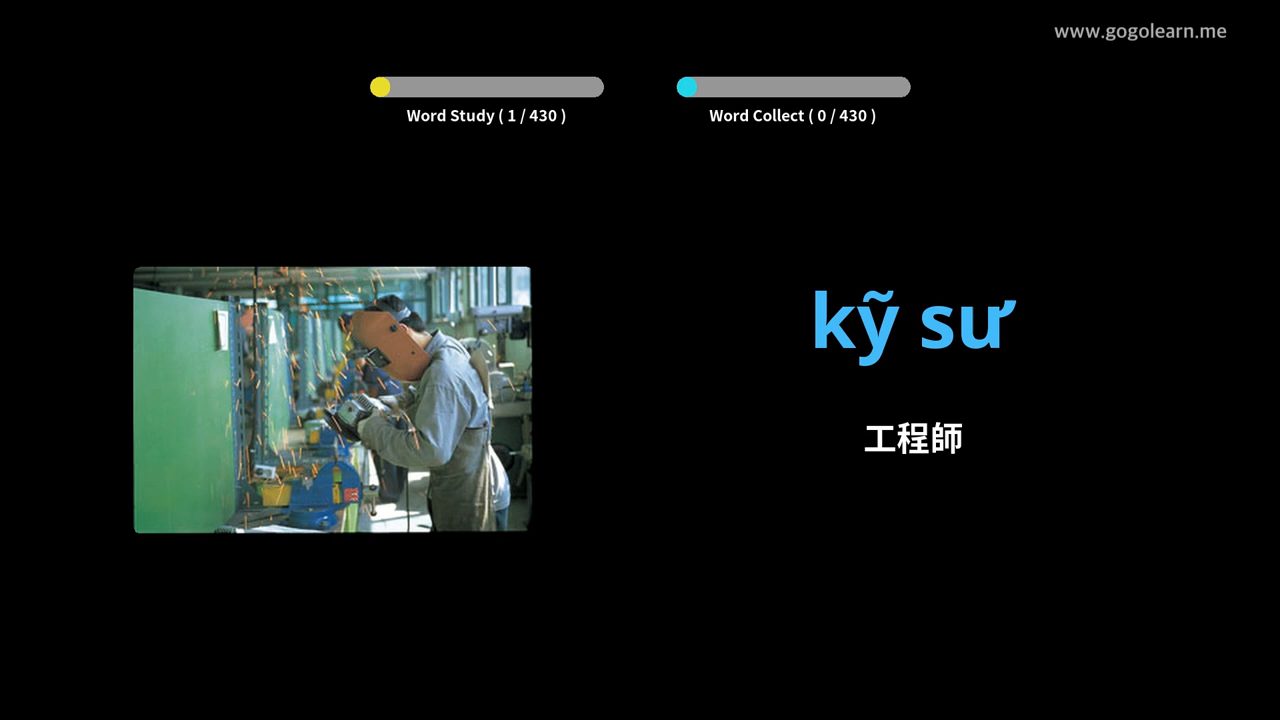 www.gogolearn.me
Word Study ( 1 / 430 )
Word Collect ( 0 / 430 )
kỹ sư
工程師